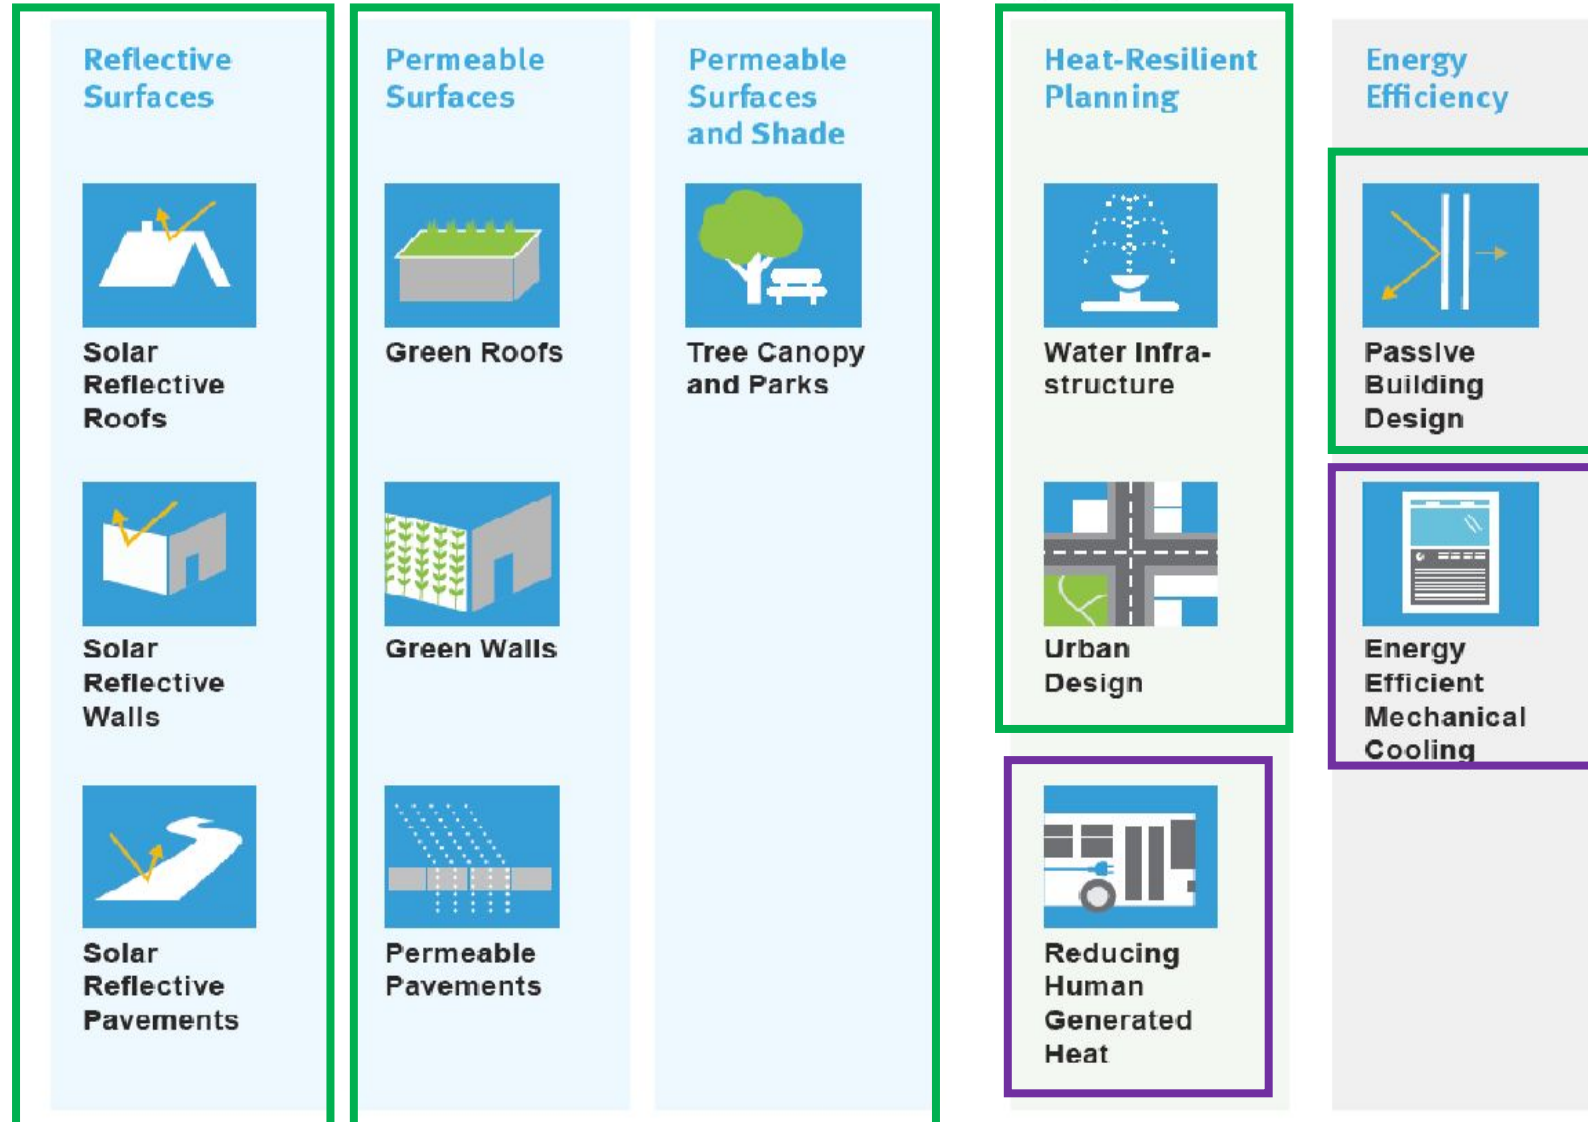 Reflective
Surfaces
Solar
Reflective
Roofs
Solar
Reflective
Walls
Solar
Reflective
Pavements
Permeable
Surfaces
Green Roofs
Green Walls
Permeable
Pavements
Permeable
Surfaces
and Shade
Tree Canopy
and Parks
Heat-Resilient
Planning
Water Infra-
structure
Urban
Design
Reducing
Human
Generated
Heat
Energy
Efficiency
Passive
Building
Design
Energy
Efficient
Mechanical
Cooling